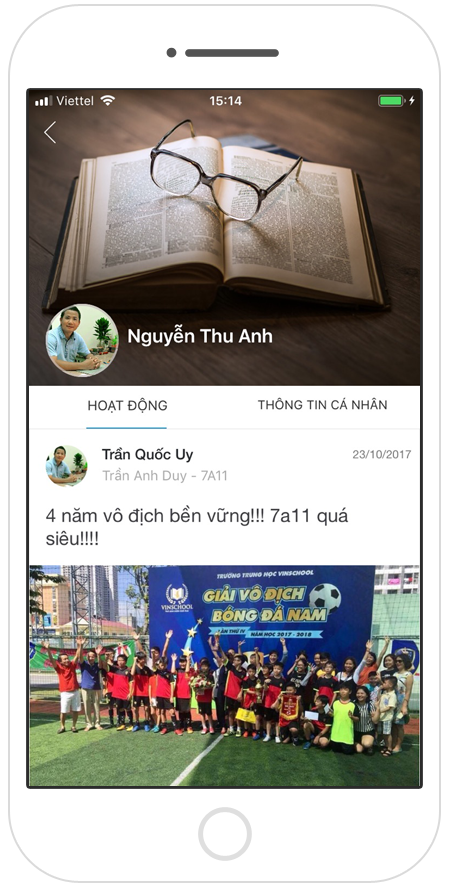 Viettel
15:14
Nguyễn Thu Anh
HOẠT ĐỘNG
THÔNG TIN CÁ NHÂN
Trần Quốc Uy
23/10/2017
Trần Anh Duy - 7A11
4 năm vô địch bền vững!!! 7a11 quá
siêu!!!!
TRƯỜNG TRUNG HỌC VINSCHOOL
VINSCHOOL
GIẢI VÔ ĐỊCH
BÓNG ĐÁ NAM
LẦN THỨ IV NĂM HỌC 2017 - 2018